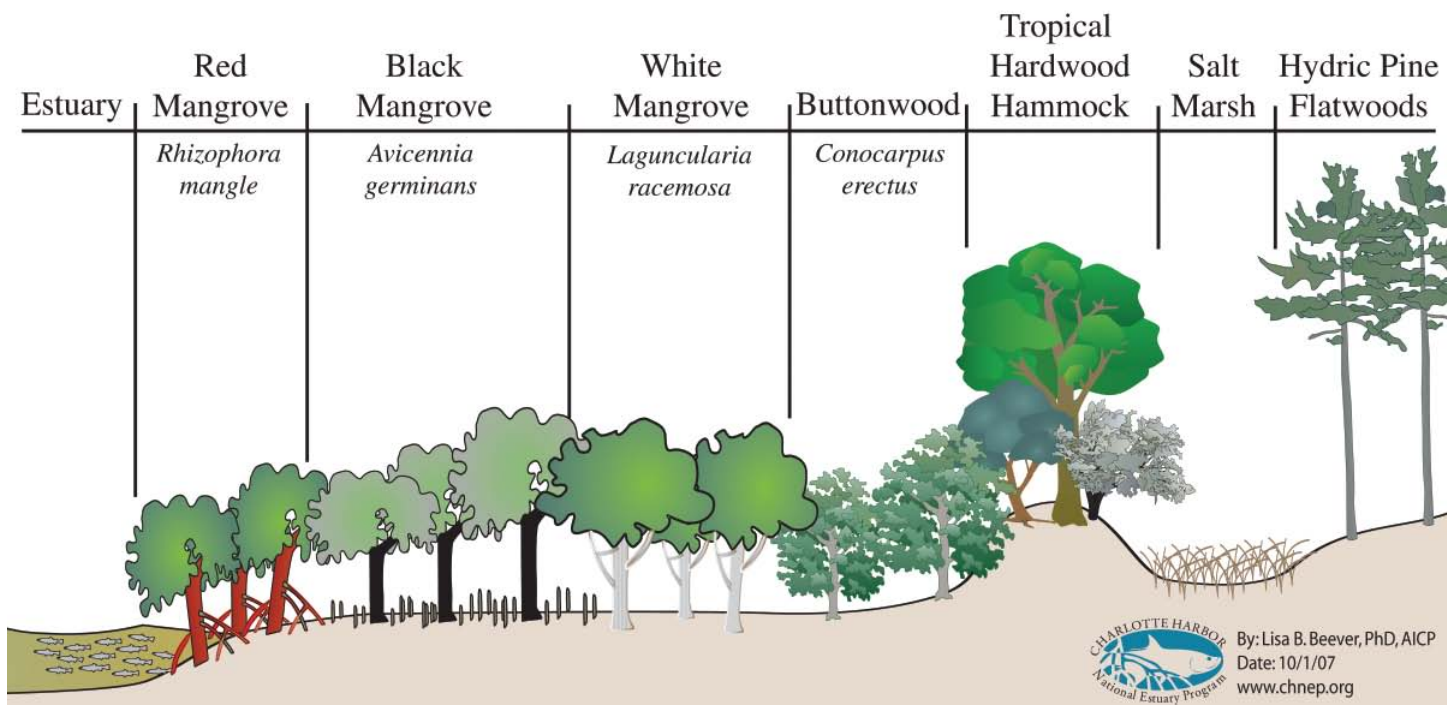 Estuary
Red
Mangrove
Black
Mangrove
White
Mangrove
Buttonwood
Tropical
Hardwood
Hammock
Salt
Marsh
Hydric Pine
Flatwoods
Rhizophora
mangle
Avicennia
germinans
Laguncularia
racemosa
Conocarpus
erectus
CHARLOTTE HARBOR
National Estuary Program
By: Lisa B. Beever, PhD, AICP
Date: 10/1/07
www.chnep.org